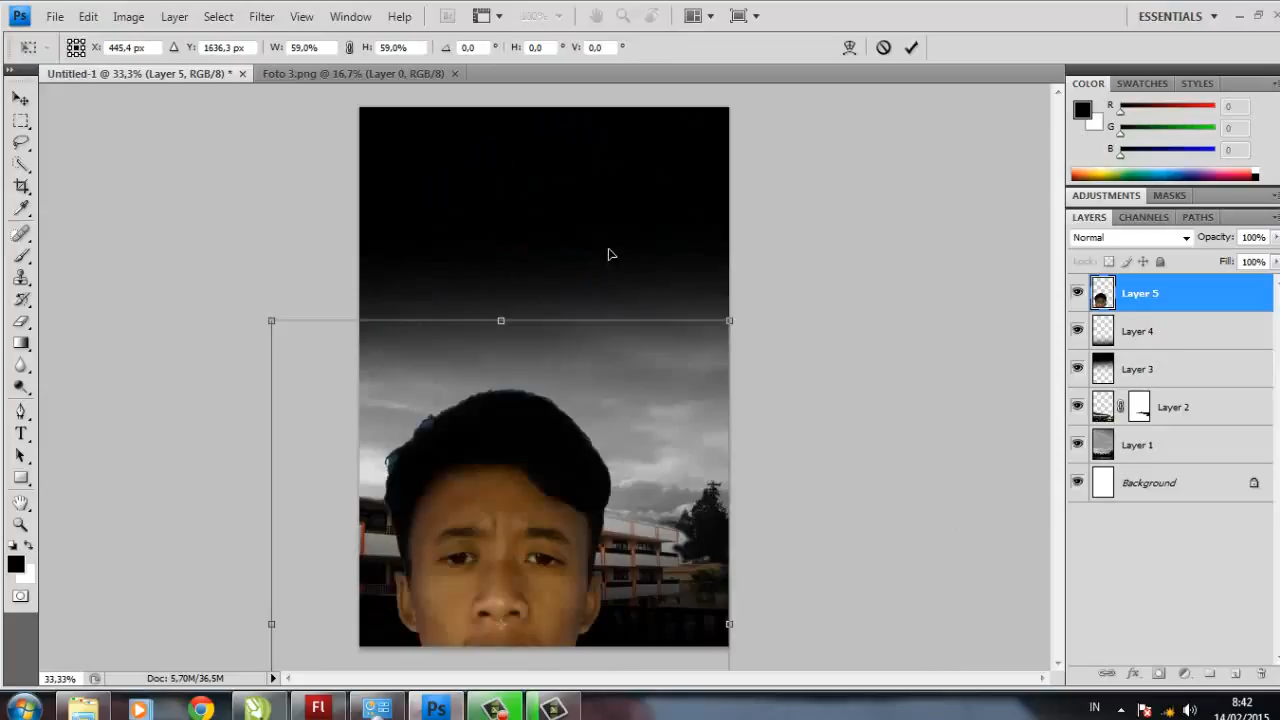 Ps File Edit Image Layer Select Filter View Window Help Br 100% ESSENTIALS
X: 445,4 px Y: 1636,3 px W: 59,0% H: 59,0% 0,0 ° H: 0,0 ° V: 0,0 °
Untitled-1 @ 33,3% (Layer 5, RGB/8) * × Foto 3.png @ 16,7% (Layer 0, RGB/8) ×
COLOR SWATCHES STYLES
R 0
G 0
B 0
ADJUSTMENTS MASKS
LAYERS CHANNELS PATHS
Normal Opacity: 100%
Lock: Fill: 100%
Layer 5
Layer 4
Layer 3
Layer 2
Layer 1
Background
T
33,33% Doc: 5,70M/36,5M
Fl Ps IN 8:42
14/02/2015